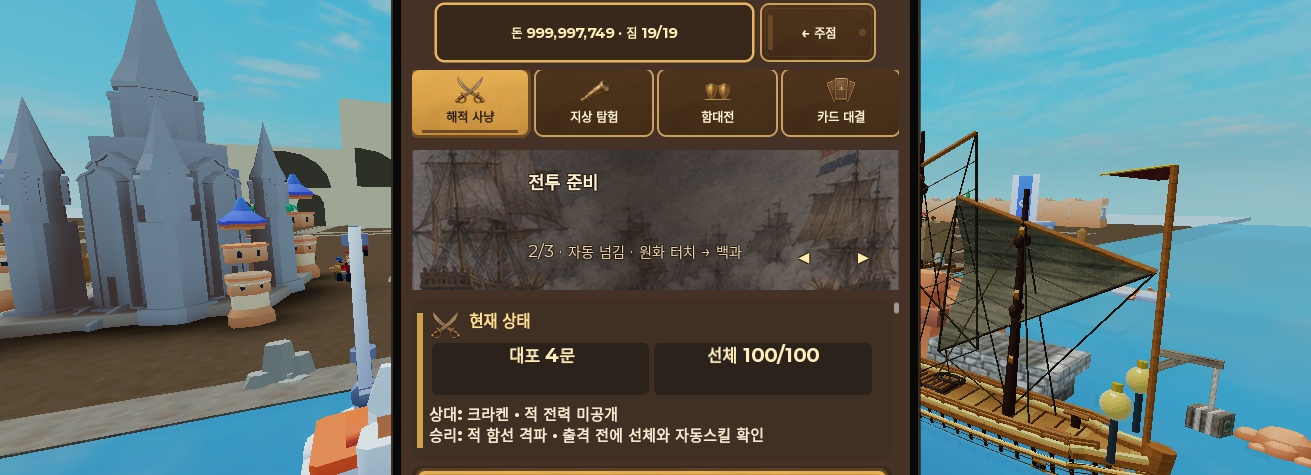 돈 999,997,749 · 짐 19/19
← 주점
해적 사냥
지상 탐험
함대전
카드 대결
전투 준비
2/3 · 자동 넘김 · 원화 터치 → 백과
◀ ▶
현재 상태
대포 4문
선체 100/100
상대: 크라켄 • 적 전력 미공개
승리: 적 함선 격파 • 출격 전에 선체와 자동스킬 확인